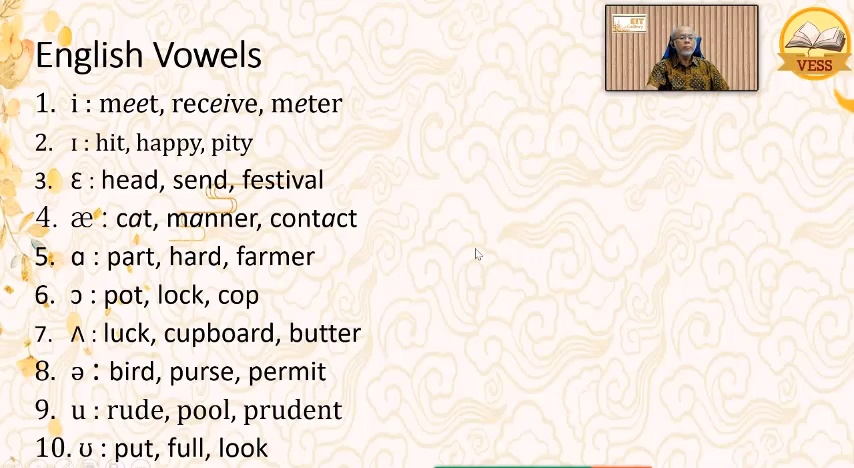 English Vowels
EIT
VESS
1. i : meet, receive, meter
2. ɪ : hit, happy, pity
3. Ɛ : head, send, festival
4. æ : cat, manner, contact
5. ɑ : part, hard, farmer
6. ɔ : pot, lock, cop
7. Ʌ : luck, cupboard, butter
8. ə : bird, purse, permit
9. u : rude, pool, prudent
10. ʊ : put, full, look